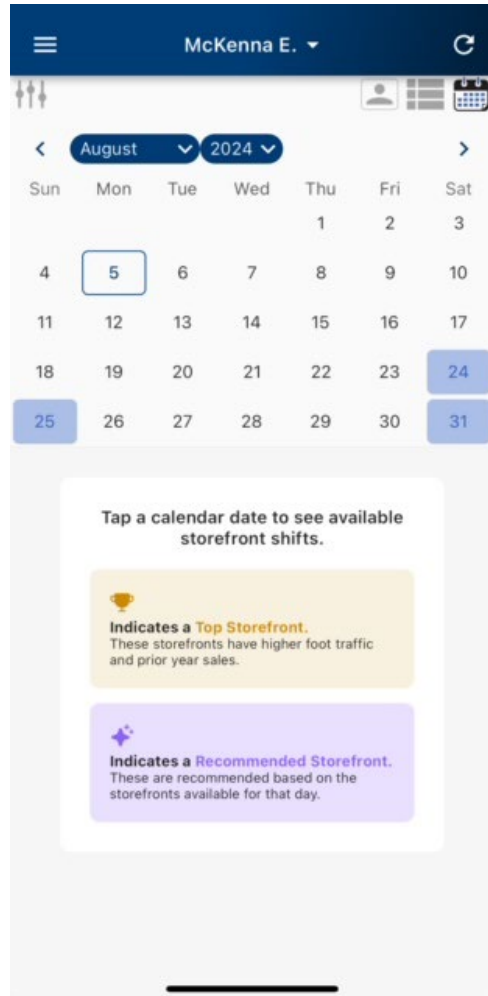 McKenna E.
August 2024
Sun Mon Tue Wed Thu Fri Sat
1 2 3
4 5 6 7 8 9 10
11 12 13 14 15 16 17
18 19 20 21 22 23 24
25 26 27 28 29 30 31
Tap a calendar date to see available
storefront shifts.
Indicates a Top Storefront.
These storefronts have higher foot traffic
and prior year sales.
Indicates a Recommended Storefront.
These are recommended based on the
storefronts available for that day.